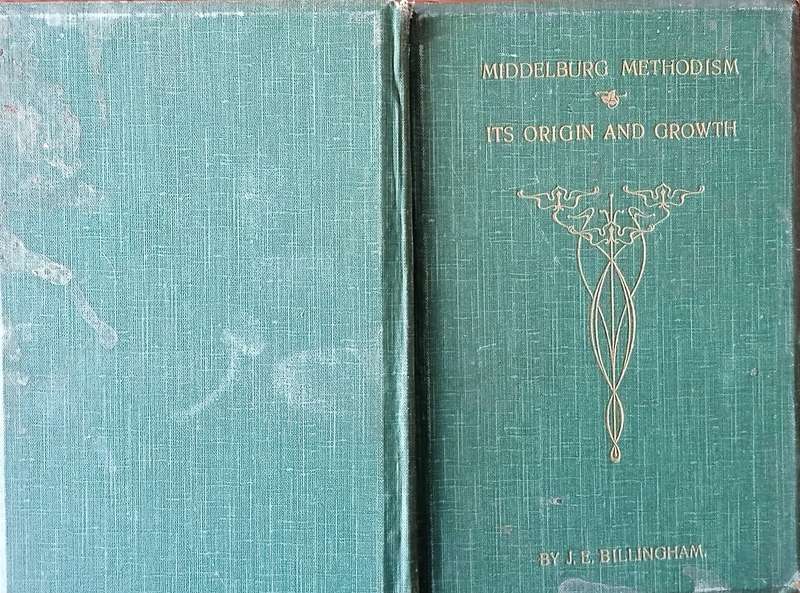 MIDDELBURG METHODISM
ITS ORIGIN AND GROWTH
BY J. E. BILLINGHAM.